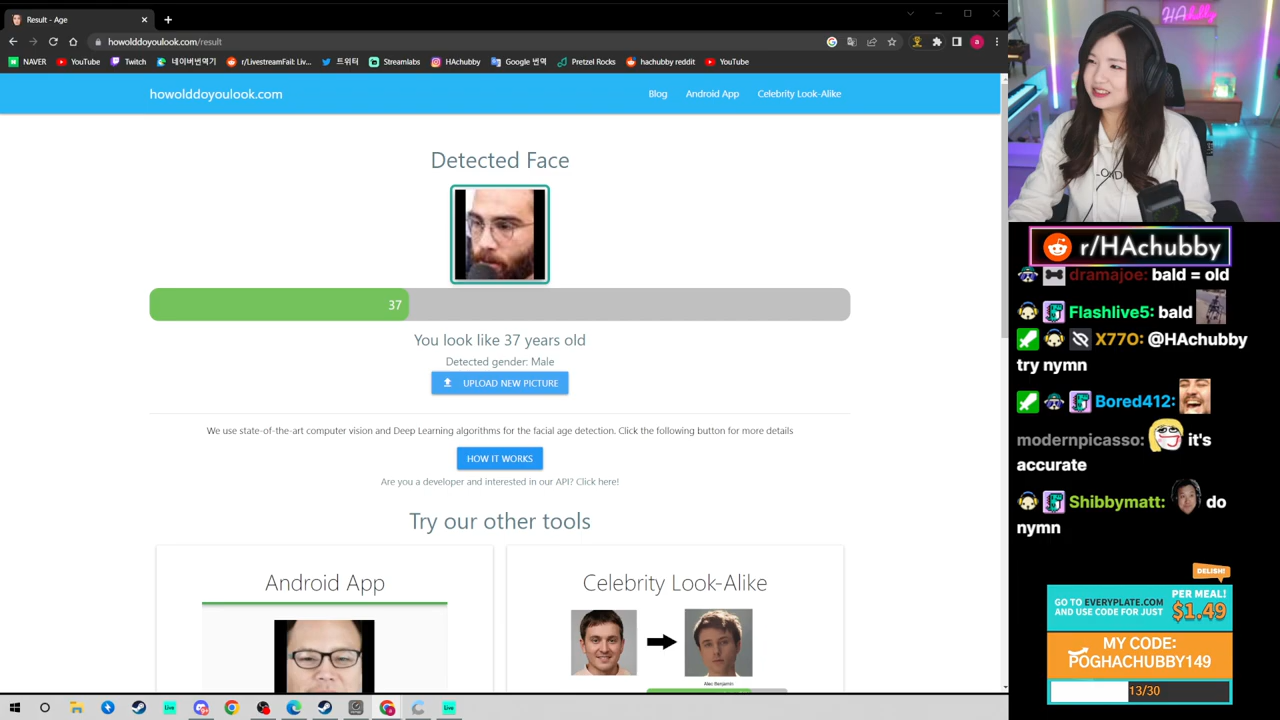 Result - Age
howolddoyoulook.com/result
NAVER
YouTube
Twitch
네이버번역기
r/LivestreamFail: Liv...
트위터
Streamlabs
HAchubby
Google 번역
Pretzel Rocks
hachubby reddit
YouTube
howolddoyoulook.com
Blog
Android App
Celebrity Look-Alike
Detected Face
37
You look like 37 years old
Detected gender: Male
UPLOAD NEW PICTURE
We use state-of-the-art computer vision and Deep Learning algorithms for the facial age detection. Click the following button for more details
HOW IT WORKS
Are you a developer and interested in our API? Click here!
Try our other tools
Android App
Celebrity Look-Alike
Alec Benjamin
HAchubby
r/HAchubby
dramajoe: bald = old
Flashlive5: bald
X77O: @HAchubby
try nymn
Bored412:
modernpicasso: it's
accurate
Shibbymatt: do
nymn
DELISH!
GO TO EVERYPLATE.COM
AND USE CODE FOR JUST
PER MEAL!
$1.49
MY CODE:
POGHACHUBBY149
13/30